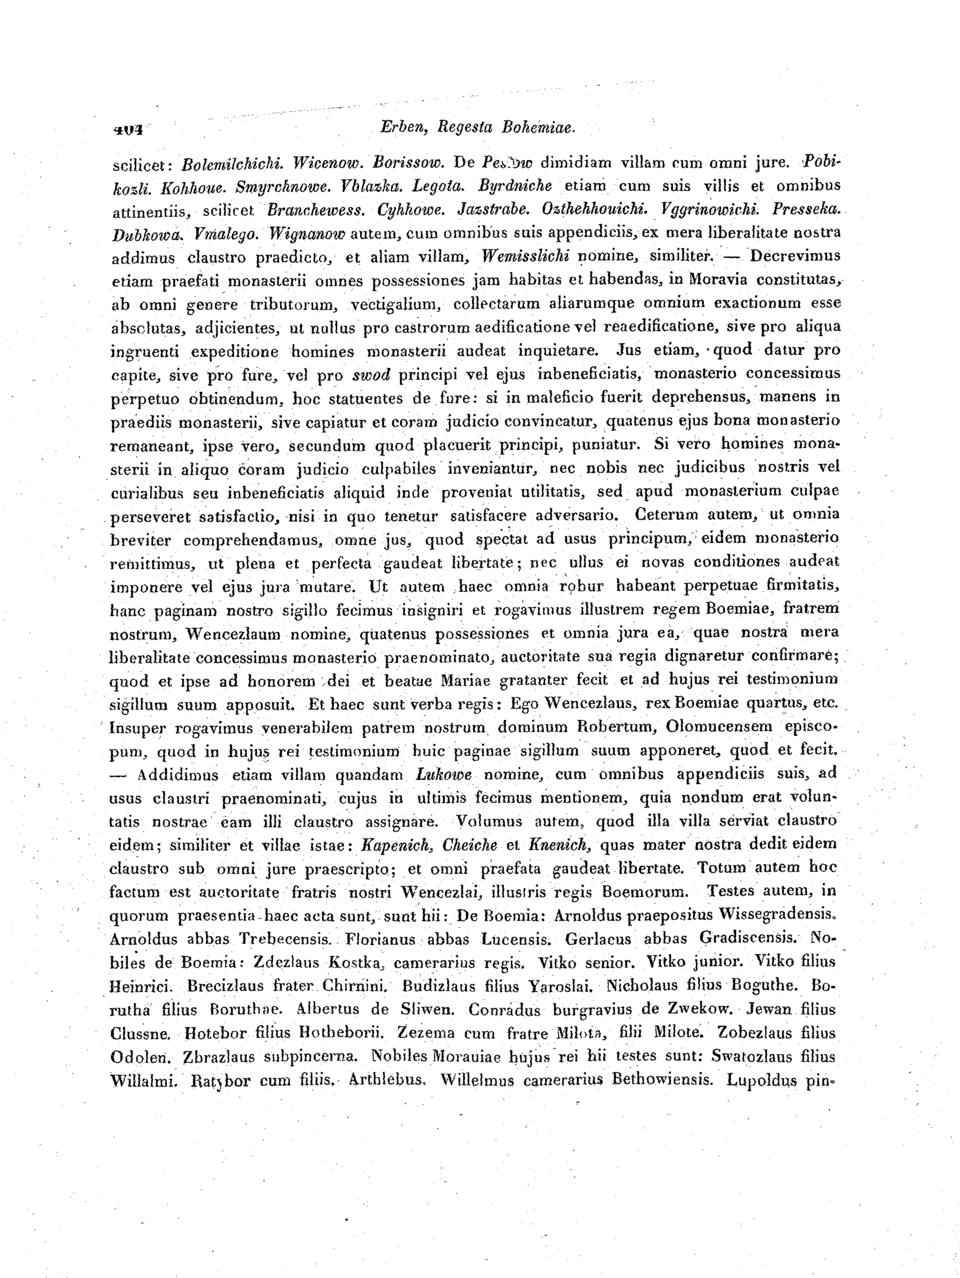 404 Erben, Regesta Bohemiae.
scilicet: Bolemilchichi. Wicenow. Borissow. De dimidiam villam cum omni jure. Pobi-
kozli. Kohhoue. Smyrchnowe. Vblazka. Legota. Byrdniche etiam cum suis villis et omnibus
attinentiis, scilicet Branchewess. Cyhhowe. Jazstrabe. Ozthehhouichi. Vggrinowichi. Presseka.
Dubkowa. Vmalego. Wignanow autem, cum omnibus suis appendiciis, ex mera liberalitate nostra
addimus claustro praedicto, et aliam villam, Wemisslichi nomine, similiter. — Decrevimus
etiam praefati monasterii omnes possessiones jam habitas et habendas, in Moravia constitutas,
ab omni genere tributorum, vectigalium, collectarum aliarumque omnium exactionum esse
absolutas, adjicientes, ut nullus pro castrorum aedificatione vel reaedificatione, sive pro aliqua
ingruenti expeditione homines monasterii audeat inquietare. Jus etiam, quod datur pro
capite, sive pro fure, vel pro swod principi vel ejus inbeneficiatis, monasterio concessimus
perpetuo obtinendum, hoc statuentes de fure: si in maleficio fuerit deprehensus, manens in
praediis monasterii, sive capiatur et coram judicio convincatur, quatenus ejus bona monasterio
remaneant, ipse vero, secundum quod placuerit principi, puniatur. Si vero homines mona-
sterii in aliquo coram judicio culpabiles inveniantur, nec nobis nec judicibus nostris vel
curialibus seu inbeneficiatis aliquid inde proveniat utilitatis, sed apud monasterium culpae
perseveret satisfactio, nisi in quo tenetur satisfacere adversario. Ceterum autem, ut omnia
breviter comprehendamus, omne jus, quod spectat ad usus principum, eidem monasterio
remittimus, ut plena et perfecta gaudeat libertate; nec ullus ei novas conditiones audeat
imponere vel ejus jura mutare. Ut autem haec omnia robur habeant perpetuae firmitatis,
hanc paginam nostro sigillo fecimus insigniri et rogavimus illustrem regem Boemiae, fratrem
nostrum, Wencezlaum nomine, quatenus possessiones et omnia jura ea, quae nostra mera
liberalitate concessimus monasterio praenominato, auctoritate sua regia dignaretur confirmare;
quod et ipse ad honorem dei et beatae Mariae gratanter fecit et ad hujus rei testimonium
sigillum suum apposuit. Et haec sunt verba regis: Ego Wencezlaus, rex Boemiae quartus, etc.
Insuper rogavimus venerabilem patrem nostrum, dominum Robertum, Olomucensem episco-
pum, quod in hujus rei testimonium huic paginae sigillum suum apponeret, quod et fecit.
— Addidimus etiam villam quandam Lukowe nomine, cum omnibus appendiciis suis, ad
usus claustri praenominati, cujus in ultimis fecimus mentionem, quia nondum erat volun-
tatis nostrae eam illi claustro assignare. Volumus autem, quod illa villa serviat claustro
eidem; similiter et villae istae: Kapenich, Cheiche et Knenich, quas mater nostra dedit eidem
claustro sub omni jure praescripto; et omni praefata gaudeat libertate. Totum autem hoc
factum est auctoritate fratris nostri Wencezlai, illustris regis Boemorum. Testes autem, in
quorum praesentia haec acta sunt, sunt hii: De Boemia: Arnoldus praepositus Wissegradensis.
Arnoldus abbas Trebecensis. Florianus abbas Lucensis. Gerlacus abbas Gradiscensis. No-
biles de Boemia: Zdezlaus Kostka, camerarius regis. Vitko senior. Vitko junior. Vitko filius
Heinrici. Brecizlaus frater Chirnini. Budizlaus filius Yaroslai. Nicholaus filius Boguthe. Bo-
rutha filius Boruthae. Albertus de Sliwen. Conradus burgravius de Zwekow. Jewan filius
Glussne. Hotebor filius Hotheborii. Zezema cum fratre Milota, filii Milote. Zobezlaus filius
Odolen. Zbrazlaus subpincerna. Nobiles Morauiae hujus rei hii testes sunt: Swatozlaus filius
Willalmi. Ratybor cum filiis. Arthlebus. Willelmus camerarius Bethowiensis. Lupoldus pin-